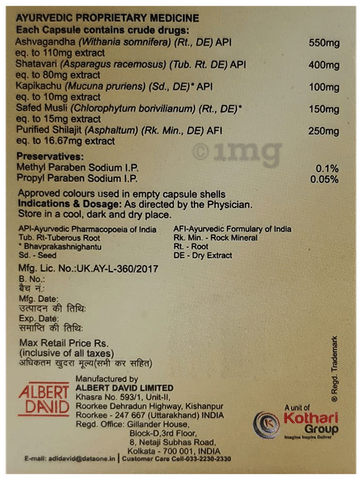 AYURVEDIC PROPRIETARY MEDICINE
Each Capsule contains crude drugs:
Ashvagandha (Withania somnifera) (Rt., DE) API 550mg
eq. to 110mg extract
Shatavari (Asparagus racemosus) (Tub. Rt. DE) API 400mg
eq. to 80mg extract
Kapikachu (Mucuna pruriens) (Sd., DE)* API 100mg
eq. to 10mg extract
Safed Musli (Chlorophytum borivilianum) (Rt., DE)* 150mg
eq. to 15mg extract
Purified Shilajit (Asphaltum) (Rk. Min., DE) AFI 250mg
eq. to 16.67mg extract
1mg
Preservatives:
Methyl Paraben Sodium I.P. 0.1%
Propyl Paraben Sodium I.P. 0.05%
Approved colours used in empty capsule shells
Indications & Dosage: As directed by the Physician.
Store in a cool, dark and dry place.
API-Ayurvedic Pharmacopoeia of India AFI-Ayurvedic Formulary of India
Tub. Rt-Tuberous Root Rk. Min. - Rock Mineral
* Bhavprakashnighantu Rt. - Root
Sd. - Seed DE - Dry Extract
Mfg. Lic. No.:UK.AY-L-360/2017
B. No.:
बैच नं:
Mfg. Date:
उत्पादन की तिथि:
Exp. Date:
समाप्ति की तिथि:
Max Retail Price Rs.
(inclusive of all taxes)
अधिकतम खुदरा मूल्य(सभी कर सहित)
® Regd. Trademark
ALBERT
DAVID
Manufactured by
ALBERT DAVID LIMITED
Khasra No. 593/1, Unit-II,
Roorkee Dehradun Highway, Kishanpur
Roorkee - 247 667 (Uttarakhand) INDIA
Regd. Office: Gillander House,
Block-D,3rd Floor,
8, Netaji Subhas Road,
Kolkata - 700 001, INDIA
E-mail: adldavid@dataone.in | Customer Care Cell-033-2230-2330
A unit of
Kothari
Group
Imagine Inspire Deliver